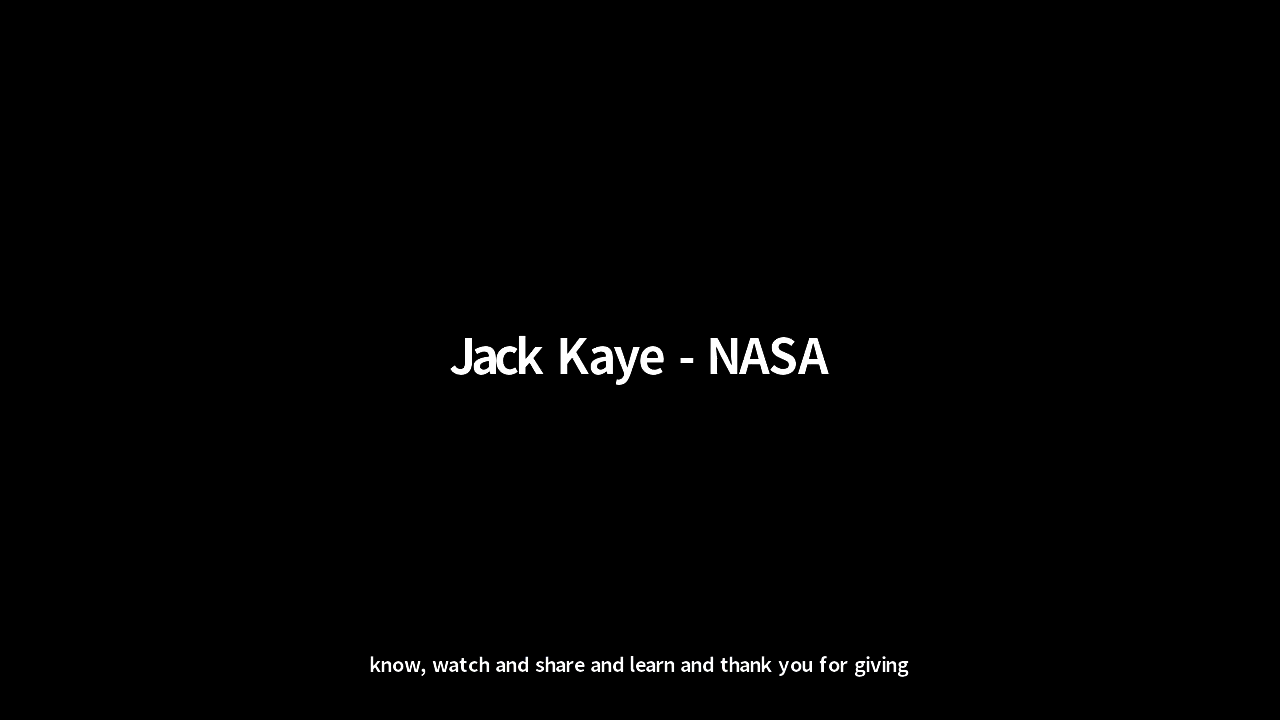 Jack Kaye - NASA
know, watch and share and learn and thank you for giving